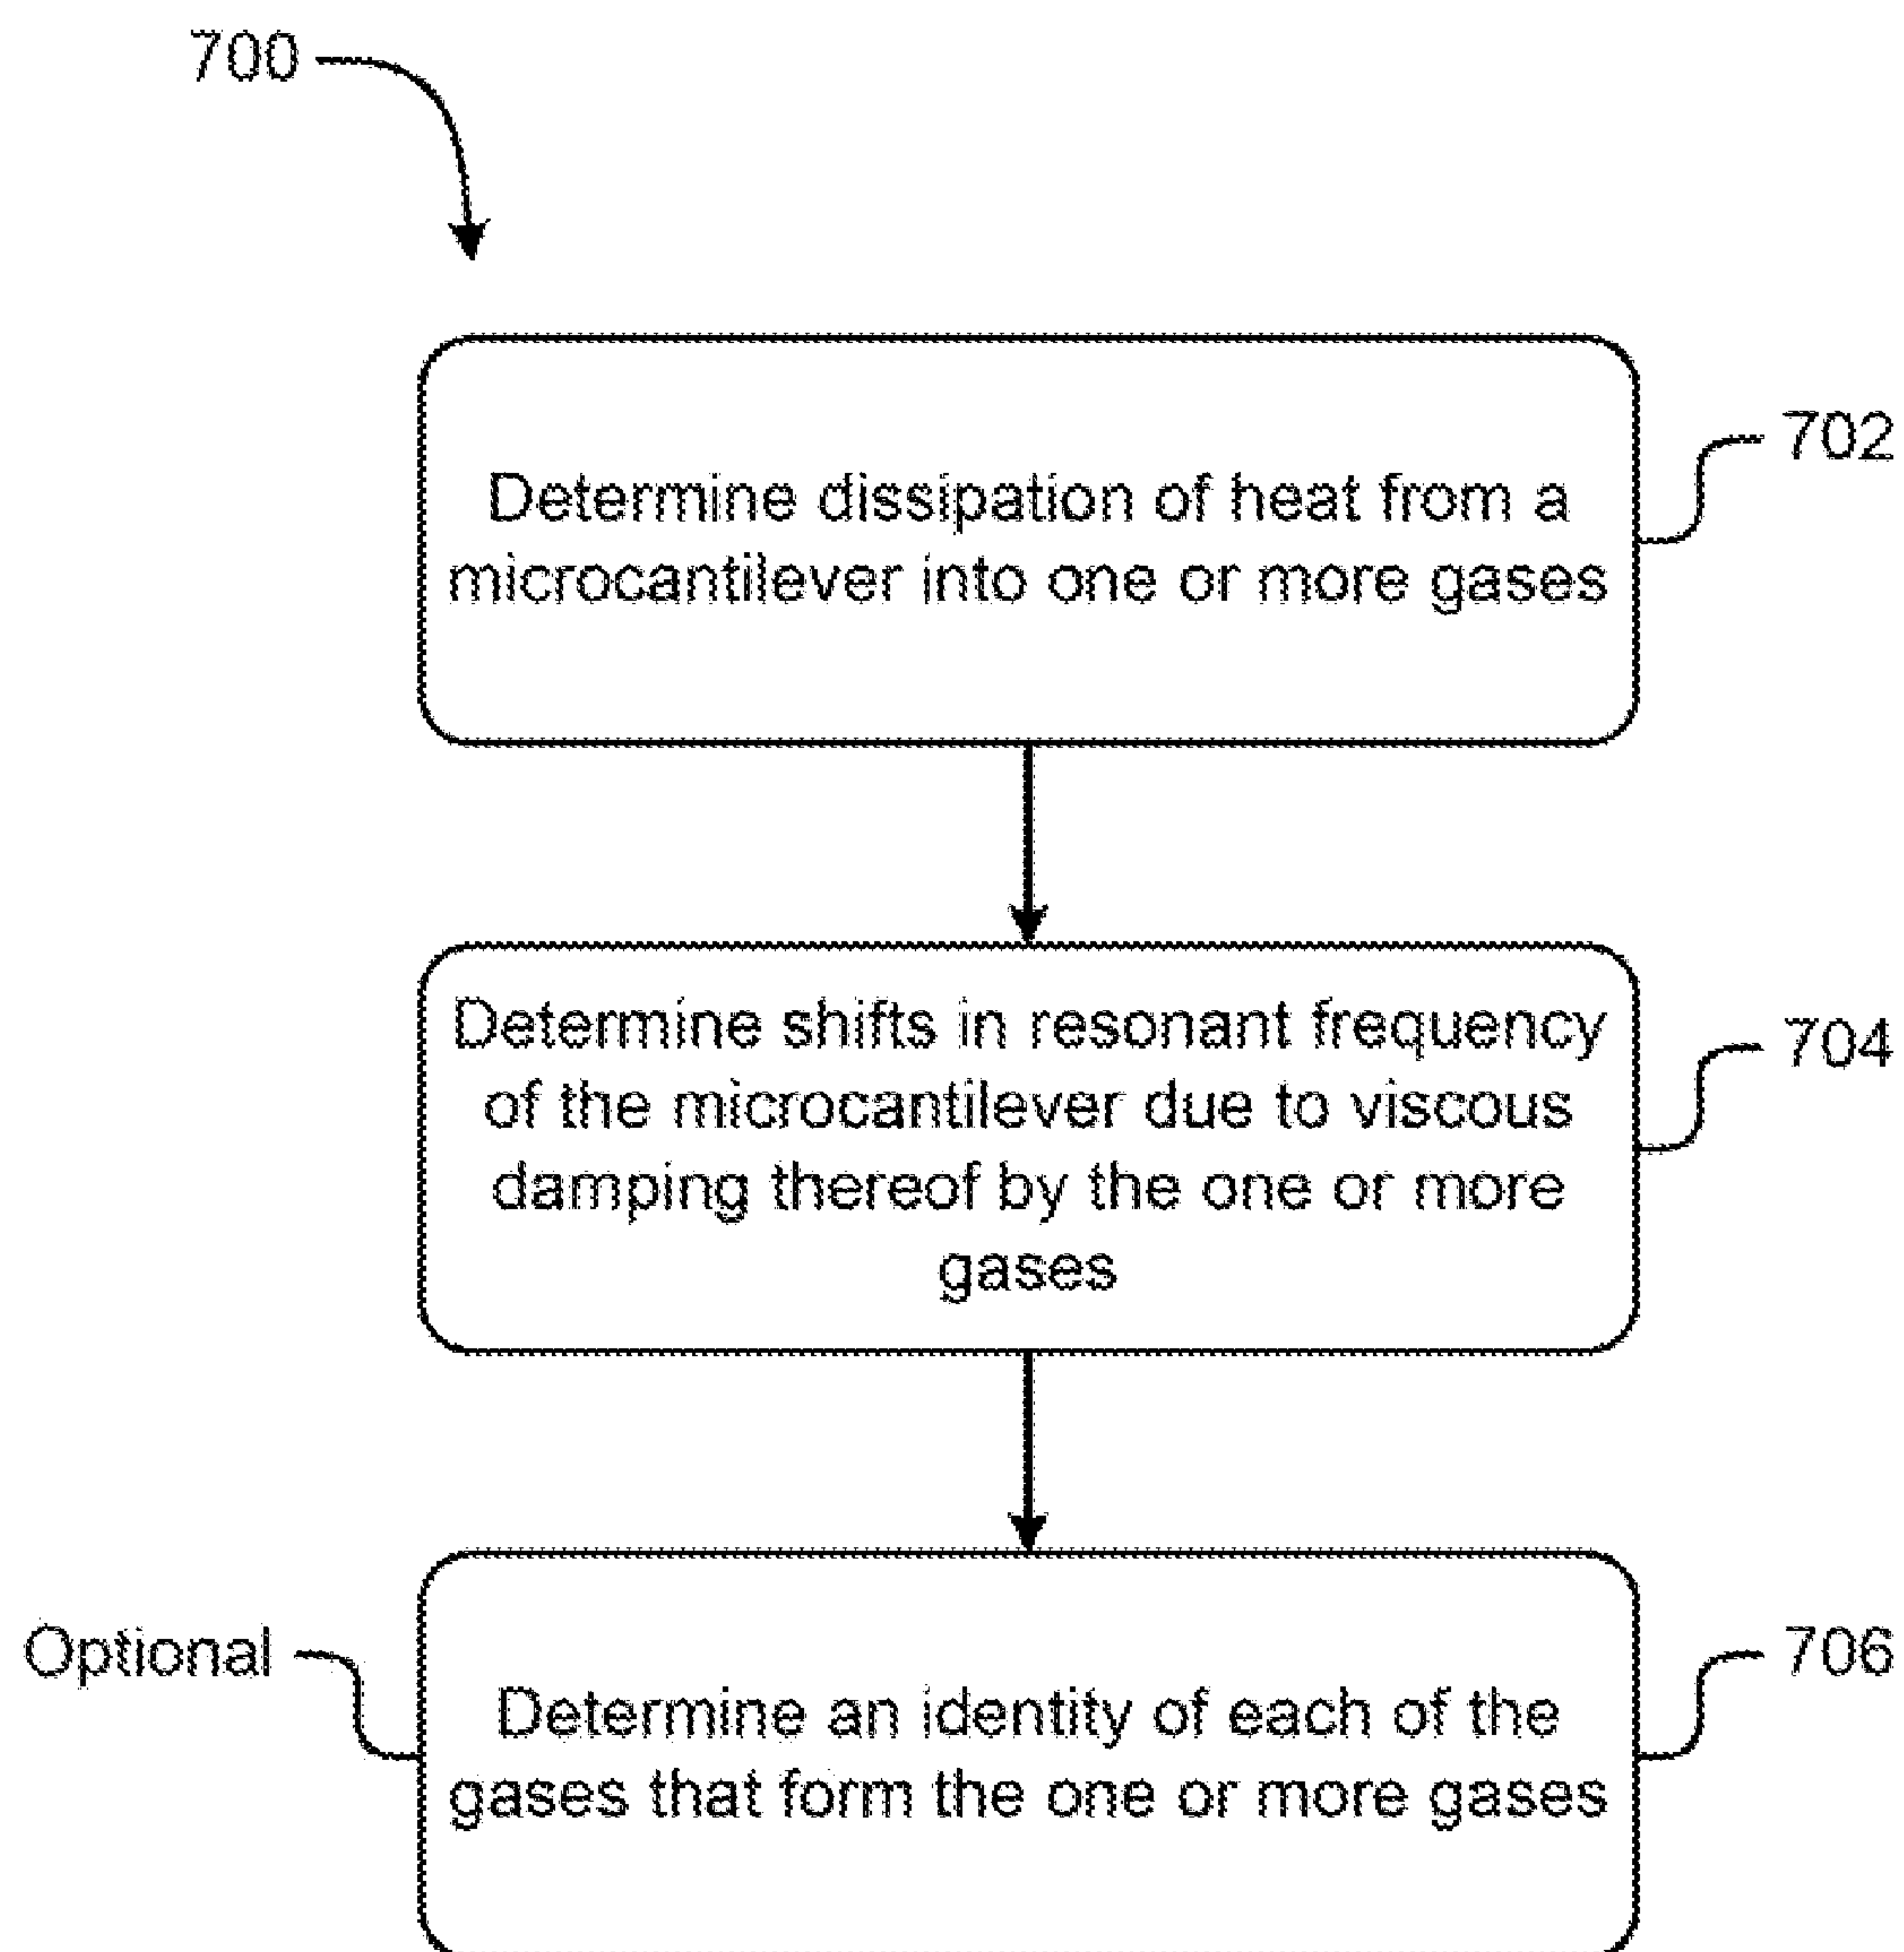 700
Determine dissipation of heat from a
microcantilever into one or more gases
702
Determine shifts in resonant frequency
of the microcantilever due to viscous
damping thereof by the one or more
gases
704
Optional
Determine an identity of each of the
gases that form the one or more gases
706